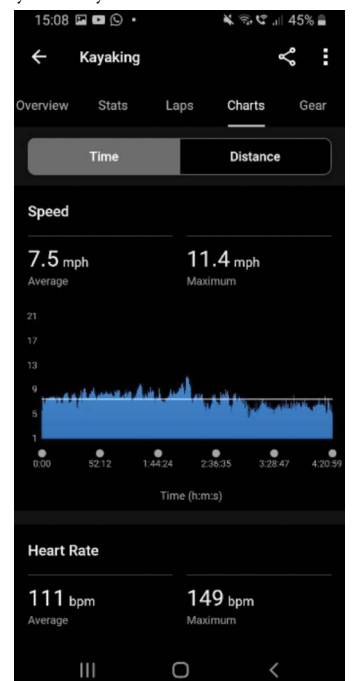 15:08 45%
Kayaking
Overview Stats Laps Charts Gear
Time Distance
Speed
7.5 mph 11.4 mph
Average Maximum
21
17
13
9
5
1
0:00 52:12 1:44:24 2:36:35 3:28:47 4:20:59
Time (h:m:s)
Heart Rate
111 bpm 149 bpm
Average Maximum